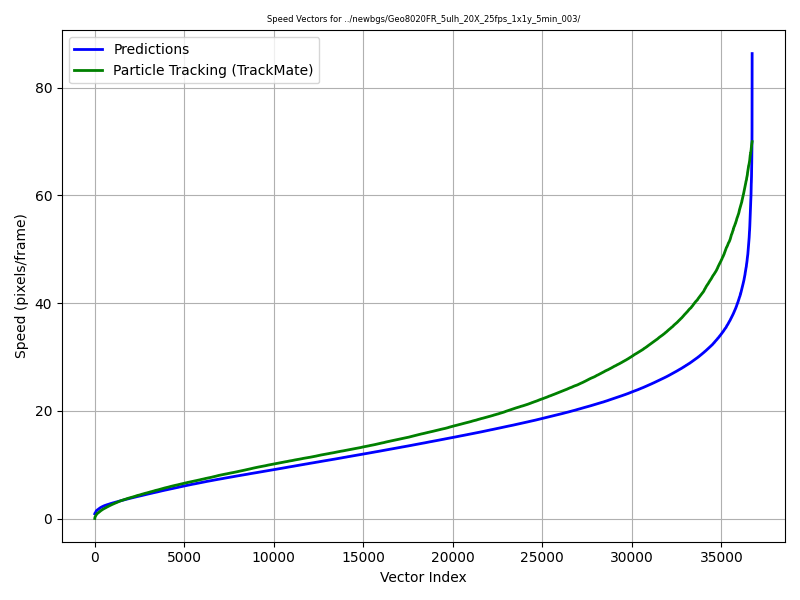 Speed Vectors for ../newbgs/Geo8020FR_5ulh_20X_25fps_1x1y_5min_003/
Predictions
Particle Tracking (TrackMate)
Speed (pixels/frame)
80
60
40
20
0
0 5000 10000 15000 20000 25000 30000 35000
Vector Index